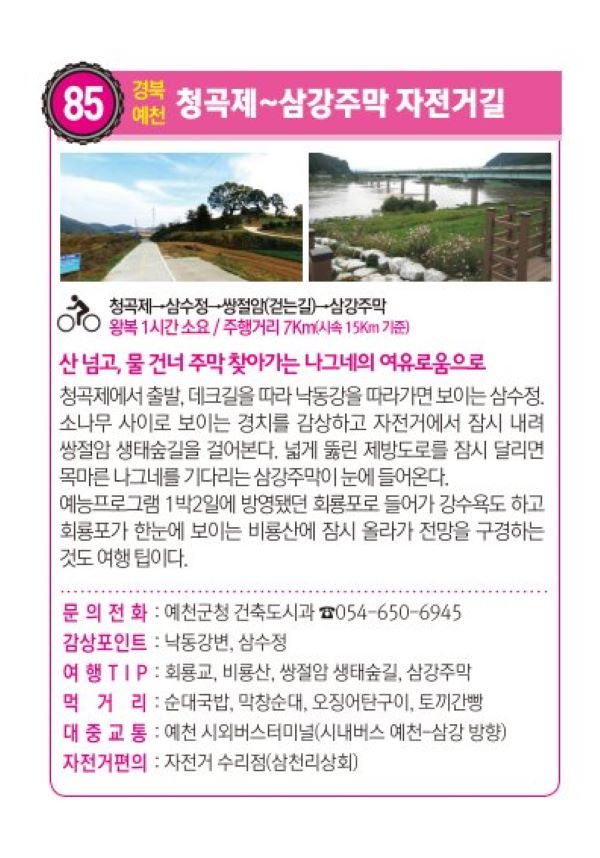 85 경북 예천 청곡제~삼강주막 자전거길
청곡제→삼수정→쌍절암(걷는길)→삼강주막
왕복 1시간 소요 / 주행거리 7Km(시속 15Km 기준)
산 넘고, 물 건너 주막 찾아가는 나그네의 여유로움으로
청곡제에서 출발, 데크길을 따라 낙동강을 따라가면 보이는 삼수정.
소나무 사이로 보이는 경치를 감상하고 자전거에서 잠시 내려
쌍절암 생태숲길을 걸어본다. 넓게 뚫린 제방도로를 잠시 달리면
목마른 나그네를 기다리는 삼강주막이 눈에 들어온다.
예능프로그램 1박2일에 방영됐던 회룡포로 들어가 강수욕도 하고
회룡포가 한눈에 보이는 비룡산에 잠시 올라가 전망을 구경하는
것도 여행 팁이다.
문의전화 : 예천군청 건축도시과 ☎054-650-6945
감상포인트 : 낙동강변, 삼수정
여행TIP : 회룡교, 비룡산, 쌍절암 생태숲길, 삼강주막
먹거리 : 순대국밥, 막창순대, 오징어탄구이, 토끼간빵
대중교통 : 예천 시외버스터미널(시내버스 예천-삼강 방향)
자전거편의 : 자전거 수리점(삼천리상회)